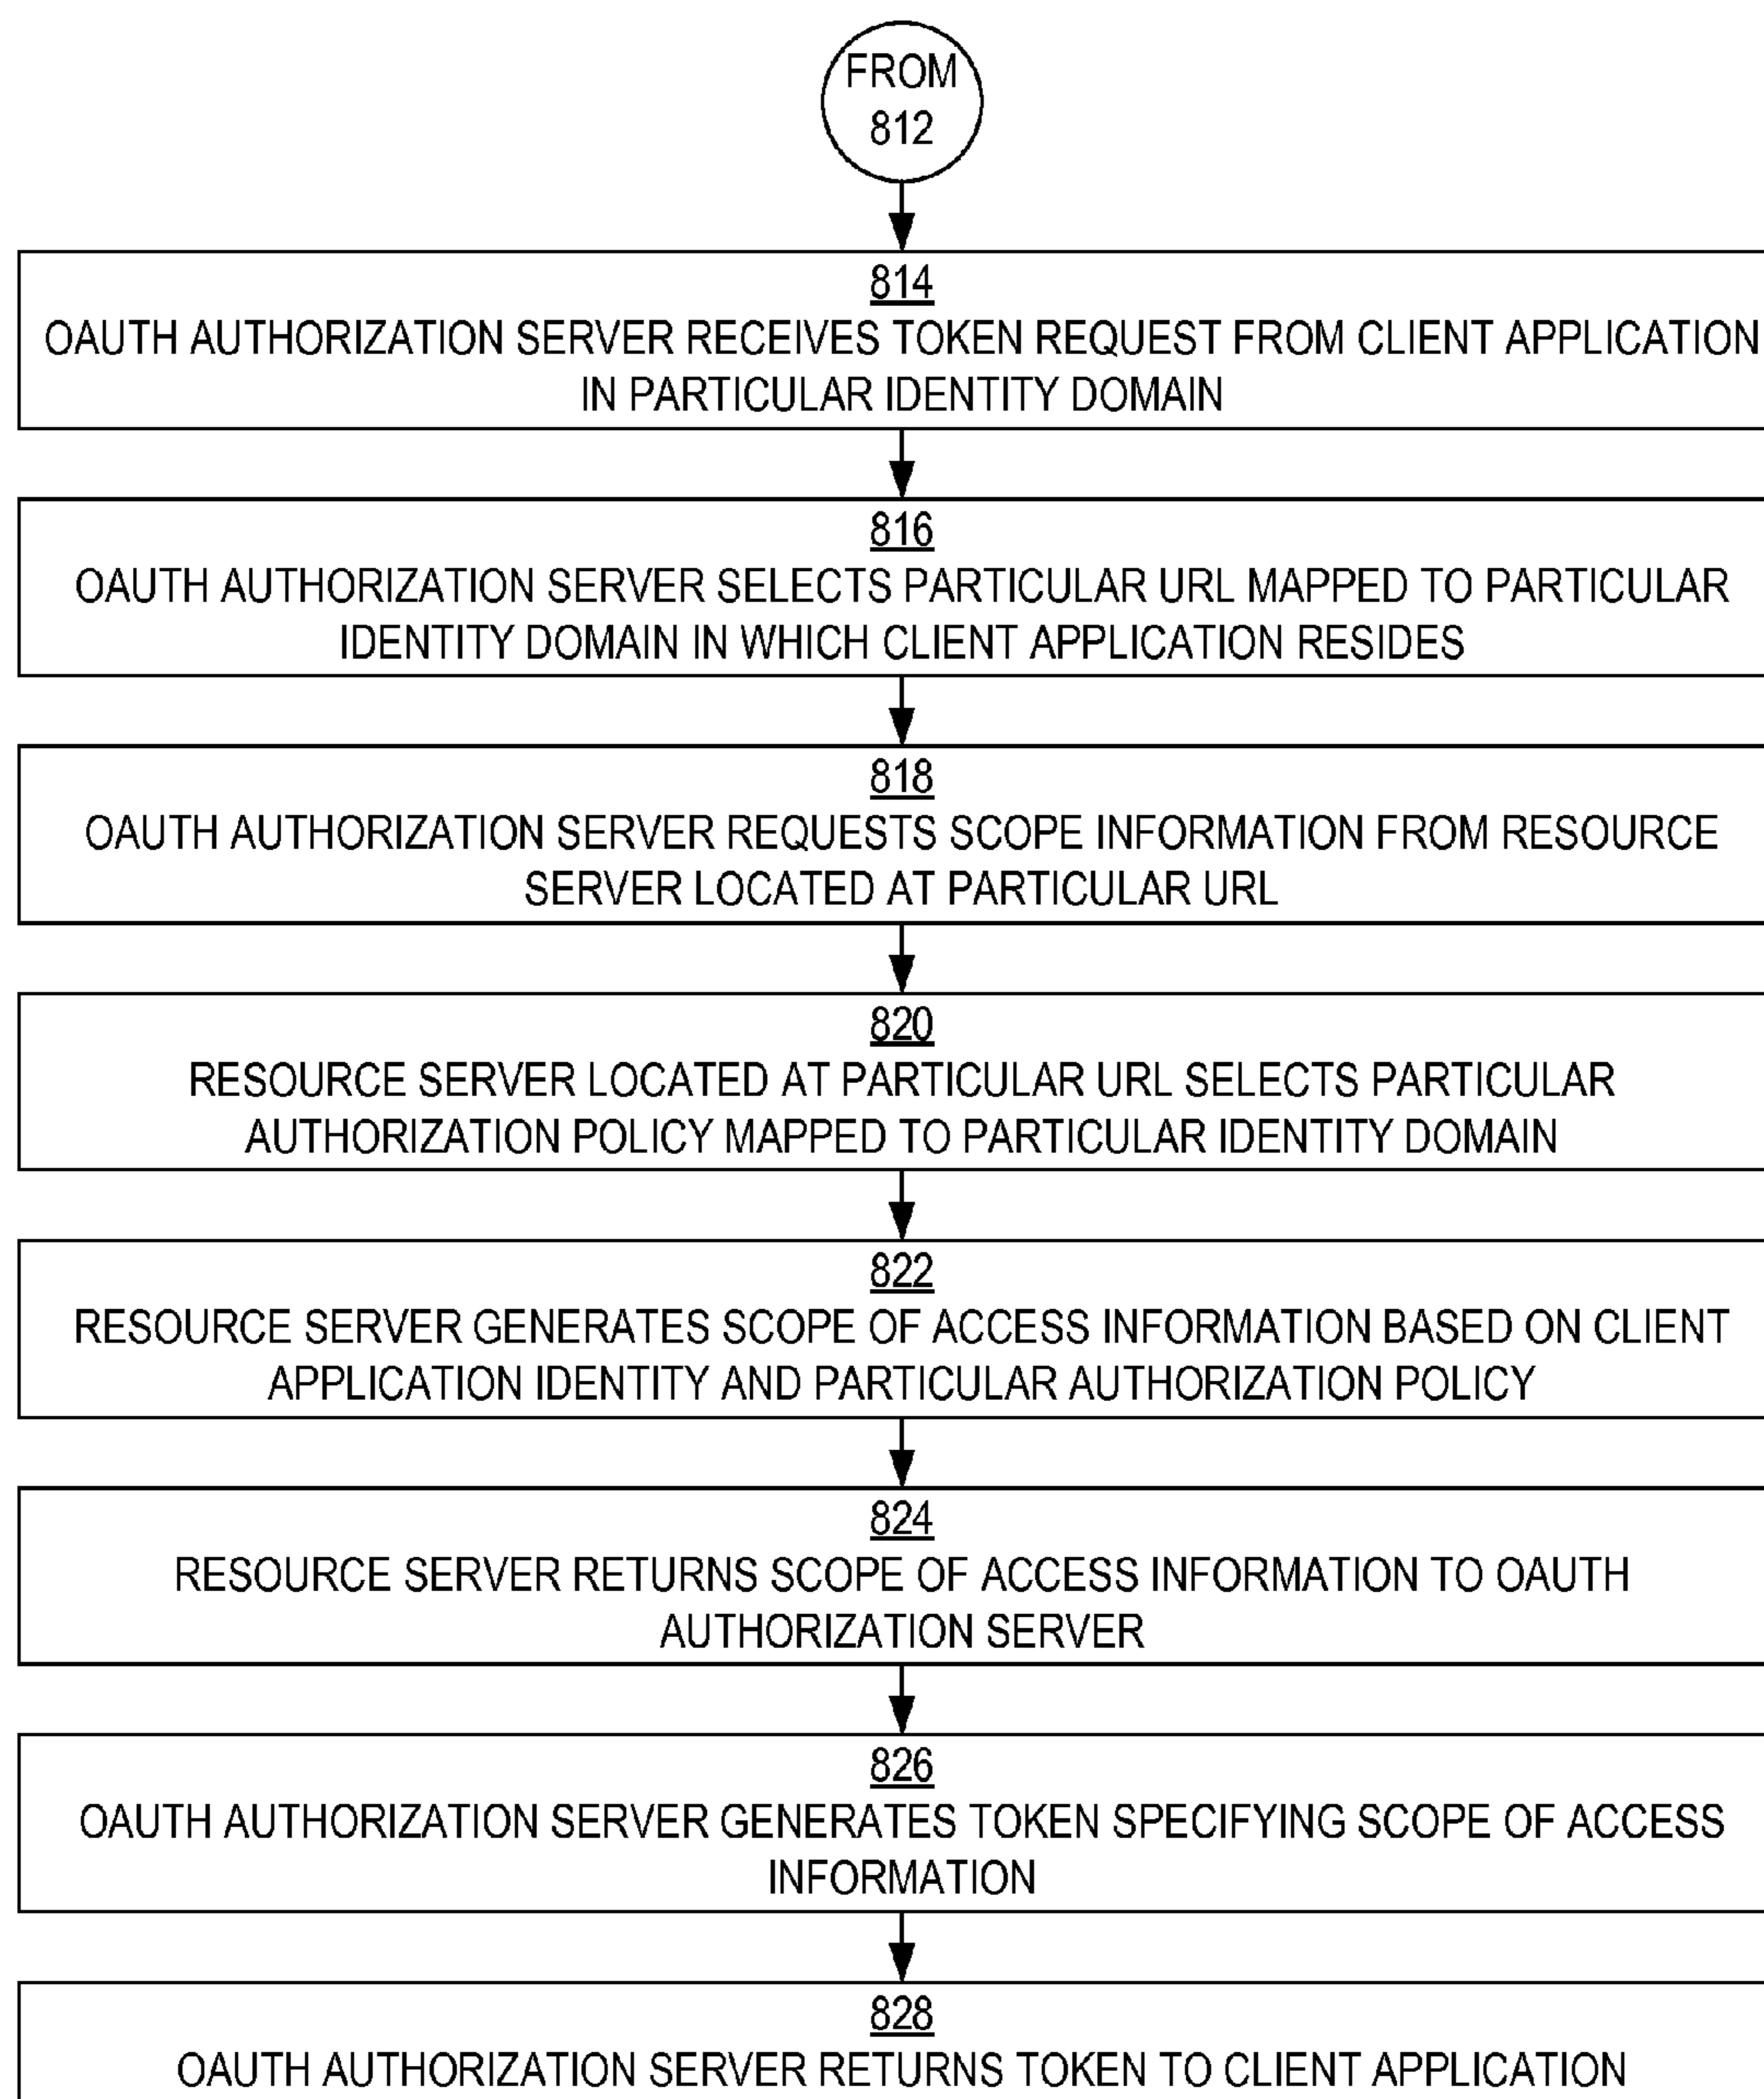 FROM
812
814
OAUTH AUTHORIZATION SERVER RECEIVES TOKEN REQUEST FROM CLIENT APPLICATION
IN PARTICULAR IDENTITY DOMAIN
816
OAUTH AUTHORIZATION SERVER SELECTS PARTICULAR URL MAPPED TO PARTICULAR
IDENTITY DOMAIN IN WHICH CLIENT APPLICATION RESIDES
818
OAUTH AUTHORIZATION SERVER REQUESTS SCOPE INFORMATION FROM RESOURCE
SERVER LOCATED AT PARTICULAR URL
820
RESOURCE SERVER LOCATED AT PARTICULAR URL SELECTS PARTICULAR
AUTHORIZATION POLICY MAPPED TO PARTICULAR IDENTITY DOMAIN
822
RESOURCE SERVER GENERATES SCOPE OF ACCESS INFORMATION BASED ON CLIENT
APPLICATION IDENTITY AND PARTICULAR AUTHORIZATION POLICY
824
RESOURCE SERVER RETURNS SCOPE OF ACCESS INFORMATION TO OAUTH
AUTHORIZATION SERVER
826
OAUTH AUTHORIZATION SERVER GENERATES TOKEN SPECIFYING SCOPE OF ACCESS
INFORMATION
828
OAUTH AUTHORIZATION SERVER RETURNS TOKEN TO CLIENT APPLICATION